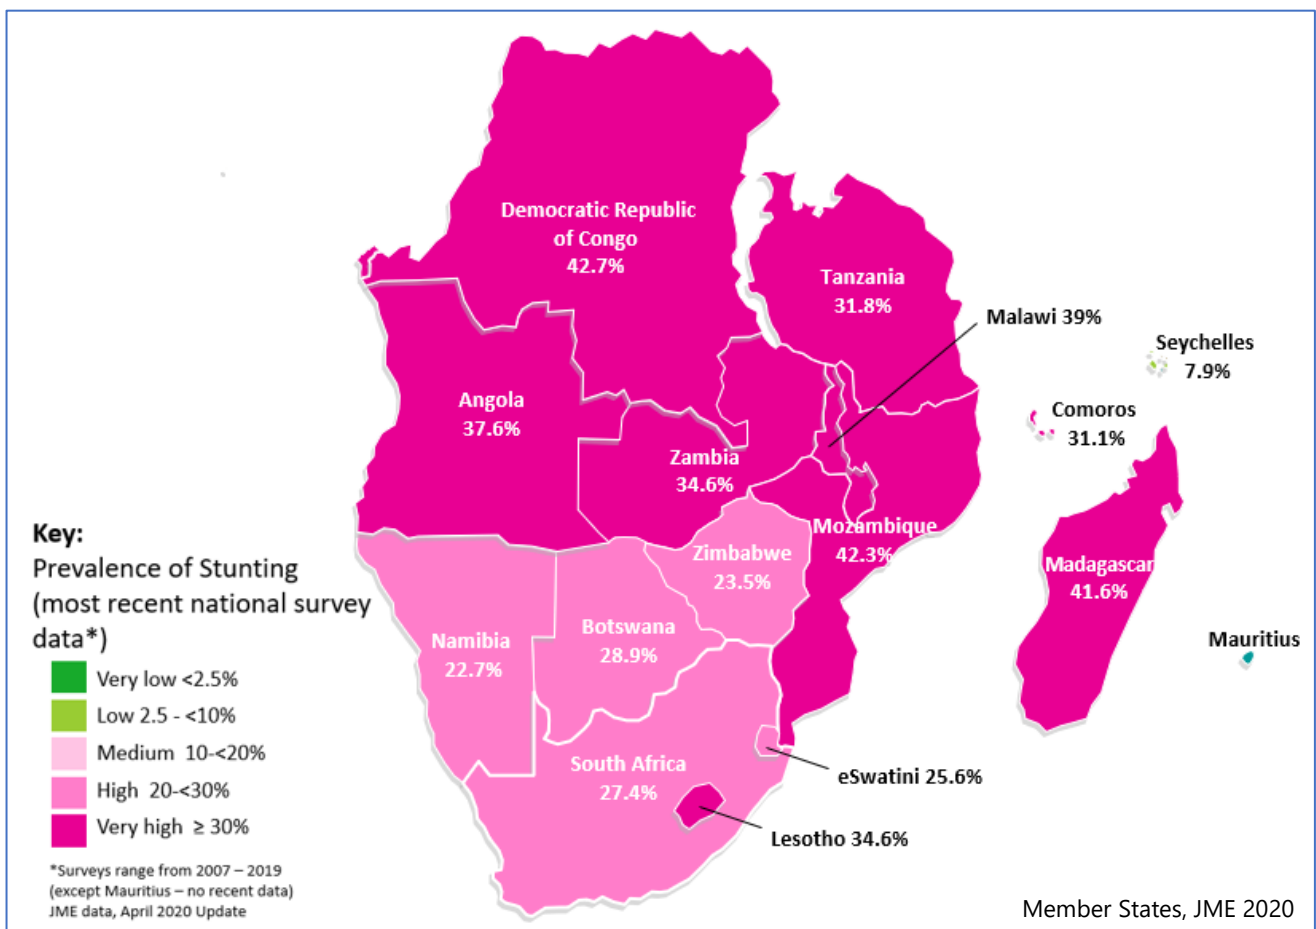 Democratic Republic
of Congo
42.7%
Tanzania
31.8%
Malawi 39%
Seychelles
7.9%
Angola
37.6%
Comoros
31.1%
Zambia
34.6%
Mozambique
42.3%
Zimbabwe
23.5%
Madagascar
41.6%
Namibia
22.7%
Botswana
28.9%
Mauritius
South Africa
27.4%
eSwatini 25.6%
Lesotho 34.6%
Key:
Prevalence of Stunting
(most recent national survey
data*)
Very low <2.5%
Low 2.5 - <10%
Medium 10-<20%
High 20-<30%
Very high ≥ 30%
*Surveys range from 2007 – 2019
(except Mauritius – no recent data)
JME data, April 2020 Update
Member States, JME 2020